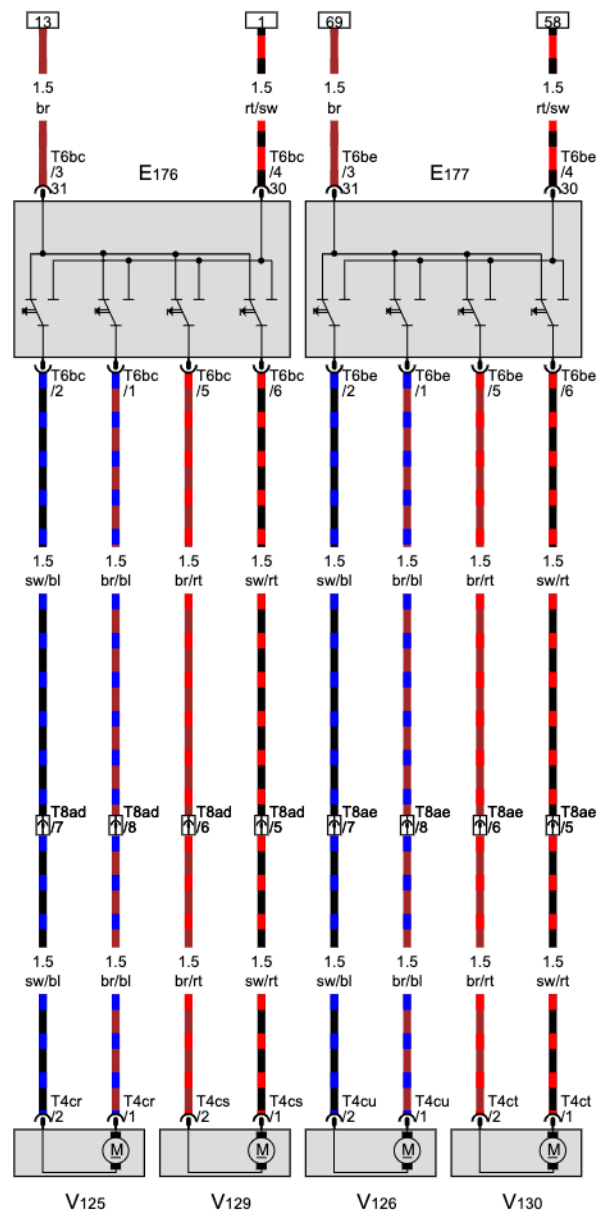 13 1 69 58
1.5 1.5 1.5 1.5
br rt/sw br rt/sw
T6bc T6bc T6be T6be
/3 E176 /4 /3 E177 /4
31 30 31 30
T6bc T6bc T6bc T6bc T6be T6be T6be T6be
/2 /1 /5 /6 /2 /1 /5 /6
1.5 1.5 1.5 1.5 1.5 1.5 1.5 1.5
sw/bl br/bl br/rt sw/rt sw/bl br/bl br/rt sw/rt
T8ad T8ad T8ad T8ad T8ae T8ae T8ae T8ae
/7 /8 /6 /5 /7 /8 /6 /5
1.5 1.5 1.5 1.5 1.5 1.5 1.5 1.5
sw/bl br/bl br/rt sw/rt sw/bl br/bl br/rt sw/rt
T4cr T4cr T4cs T4cs T4cu T4cu T4ct T4ct
/2 /1 /2 /1 /2 /1 /2 /1
M M M M
V125 V129 V126 V130